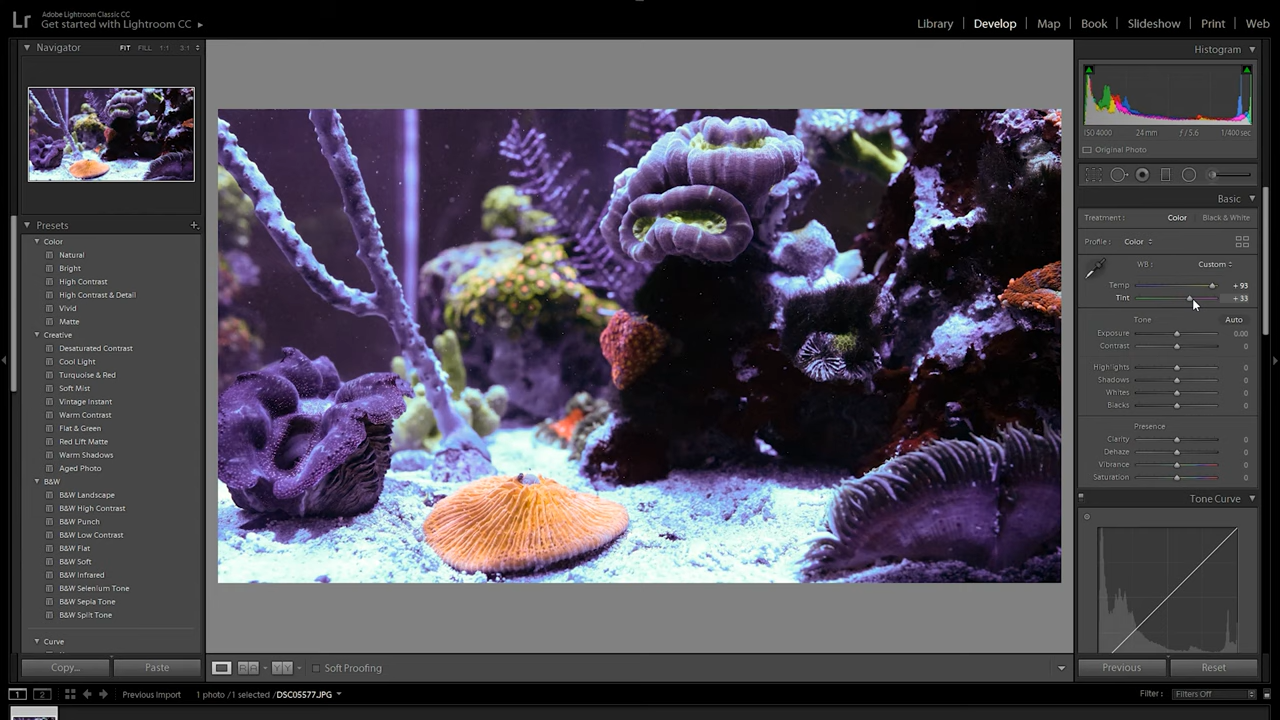 Lr
Adobe Lightroom Classic CC
Get started with Lightroom CC
Library | Develop | Map | Book | Slideshow | Print | Web
Navigator FIT FILL 1:1 3:1
Presets +
Color
Natural
Bright
High Contrast
High Contrast & Detail
Vivid
Matte
Creative
Desaturated Contrast
Cool Light
Turquoise & Red
Soft Mist
Vintage Instant
Warm Contrast
Flat & Green
Red Lift Matte
Warm Shadows
Aged Photo
B&W
B&W Landscape
B&W High Contrast
B&W Punch
B&W Low Contrast
B&W Flat
B&W Soft
B&W Infrared
B&W Selenium Tone
B&W Sepia Tone
B&W Split Tone
Curve
Copy... Paste
Soft Proofing
Histogram
ISO 4000 24 mm ƒ / 5.6 1/400 sec
Original Photo
Basic
Treatment : Color Black & White
Profile : Color
WB : Custom
Temp + 93
Tint + 33
Tone Auto
Exposure 0.00
Contrast 0
Highlights 0
Shadows 0
Whites 0
Blacks 0
Presence
Clarity 0
Dehaze 0
Vibrance 0
Saturation 0
Tone Curve
Previous Reset
1 2 Previous Import 1 photo / 1 selected / DSC05577.JPG Filter : Filters Off